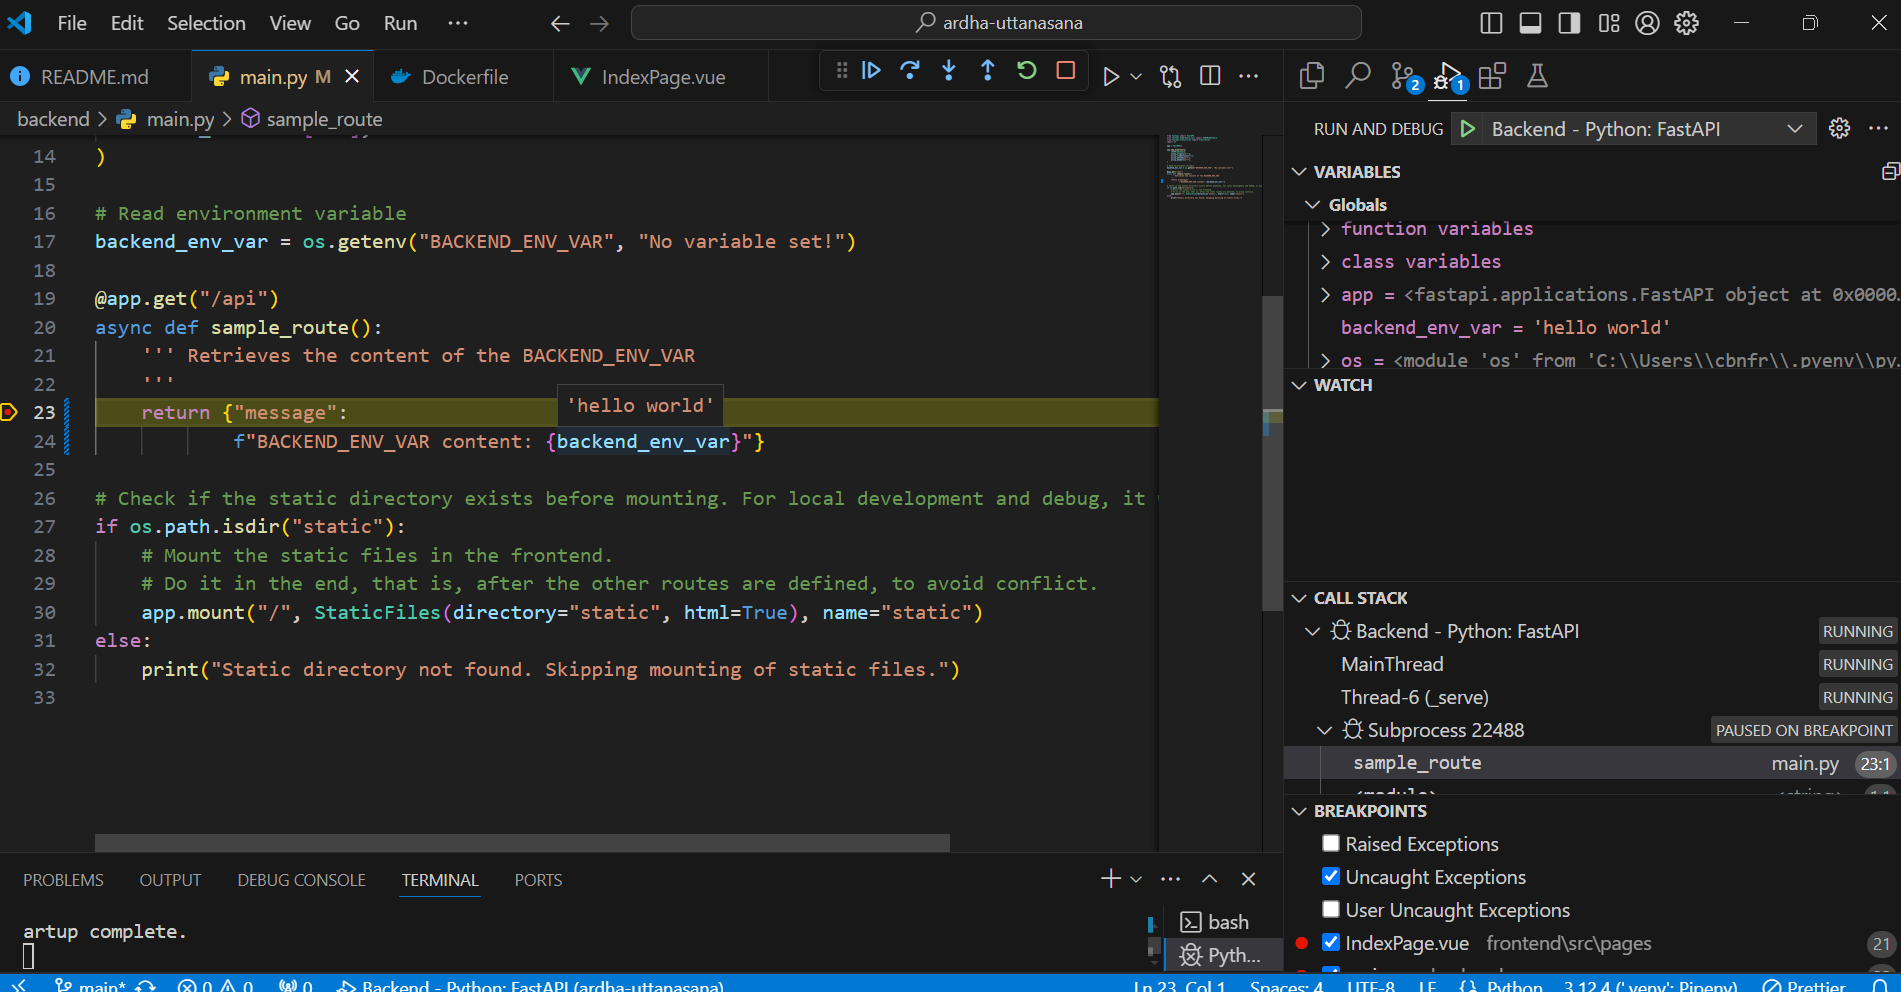 File Edit Selection View Go Run ···
ardha-uttanasana
README.md
main.py M
Dockerfile
IndexPage.vue
backend > main.py > sample_route
14 )
15
16 # Read environment variable
17 backend_env_var = os.getenv("BACKEND_ENV_VAR", "No variable set!")
18
19 @app.get("/api")
20 async def sample_route():
21 ''' Retrieves the content of the BACKEND_ENV_VAR
22 '''
'hello world'
23 return {"message":
24 f"BACKEND_ENV_VAR content: {backend_env_var}"}
25
26 # Check if the static directory exists before mounting. For local development and debug, it
27 if os.path.isdir("static"):
28 # Mount the static files in the frontend.
29 # Do it in the end, that is, after the other routes are defined, to avoid conflict.
30 app.mount("/", StaticFiles(directory="static", html=True), name="static")
31 else:
32 print("Static directory not found. Skipping mounting of static files.")
33
PROBLEMS OUTPUT DEBUG CONSOLE TERMINAL PORTS
artup complete.
bash
Pyth...
2
1
RUN AND DEBUG
Backend - Python: FastAPI
VARIABLES
Globals
function variables
class variables
app = <fastapi.applications.FastAPI object at 0x0000.
backend_env_var = 'hello world'
os = <module 'os' from 'C:\\Users\\cbnfr\\.pyenv\\py.
WATCH
CALL STACK
Backend - Python: FastAPI RUNNING
MainThread RUNNING
Thread-6 (_serve) RUNNING
Subprocess 22488 PAUSED ON BREAKPOINT
sample_route main.py 23:1
<module> <string> 1:1
BREAKPOINTS
Raised Exceptions
Uncaught Exceptions
User Uncaught Exceptions
IndexPage.vue frontend\src\pages 21
main* 0 0 0 Backend - Python: FastAPI (ardha-uttanasana) Ln 23, Col 1 Spaces: 4 UTF-8 LF {} Python 3.12.4 ('.venv': Pipenv) Prettier